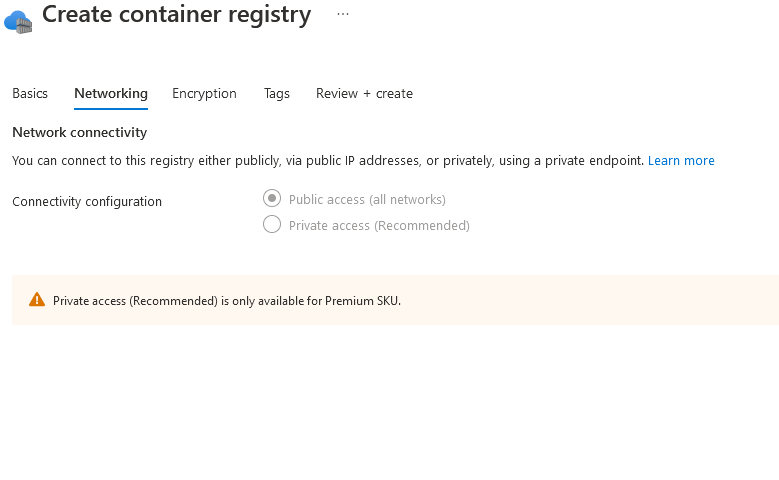 Create container registry ...
Basics Networking Encryption Tags Review + create
Network connectivity
You can connect to this registry either publicly, via public IP addresses, or privately, using a private endpoint. Learn more
Connectivity configuration
Public access (all networks)
Private access (Recommended)
Private access (Recommended) is only available for Premium SKU.